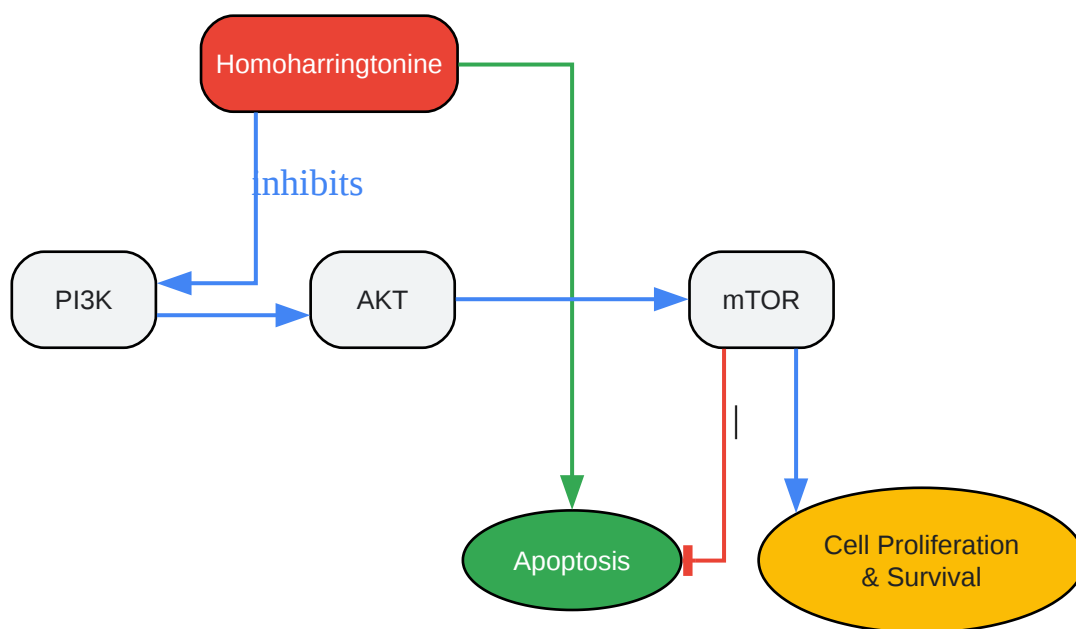 Homoharringtonine
inhibits
PI3K
AKT
mTOR
|
Apoptosis
Cell Proliferation
& Survival